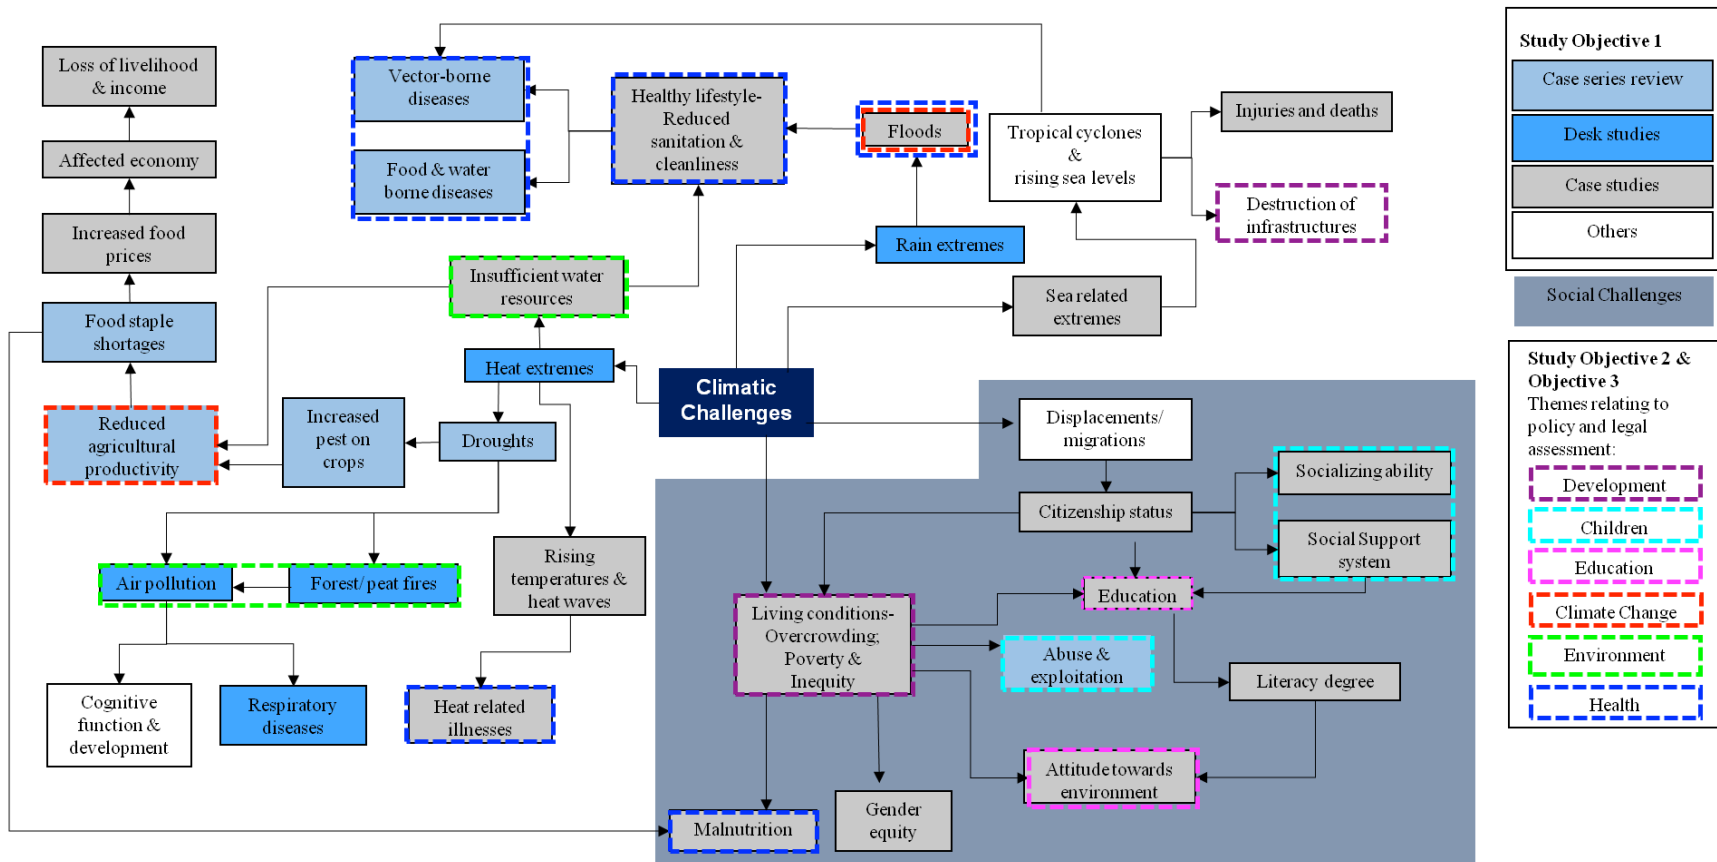 Loss of livelihood
& income
Affected economy
Increased food
prices
Food staple
shortages
Reduced
agricultural
productivity
Increased
pest on
crops
Droughts
Heat extremes
Insufficient water
resources
Vector-borne
diseases
Food & water
borne diseases
Healthy lifestyle-
Reduced
sanitation &
cleanliness
Floods
Rain extremes
Tropical cyclones
&
rising sea levels
Sea related
extremes
Injuries and deaths
Destruction of
infrastructures
Climatic
Challenges
Air pollution
Forest/ peat fires
Rising
temperatures &
heat waves
Cognitive
function &
development
Respiratory
diseases
Heat related
illnesses
Displacements/
migrations
Citizenship status
Socializing ability
Social Support
system
Education
Living conditions-
Overcrowding;
Poverty &
Inequity
Abuse &
exploitation
Literacy degree
Attitude towards
environment
Gender
equity
Malnutrition
Study Objective 1
Case series review
Desk studies
Case studies
Others
Social Challenges
Study Objective 2 &
Objective 3
Themes relating to
policy and legal
assessment:
Development
Children
Education
Climate Change
Environment
Health